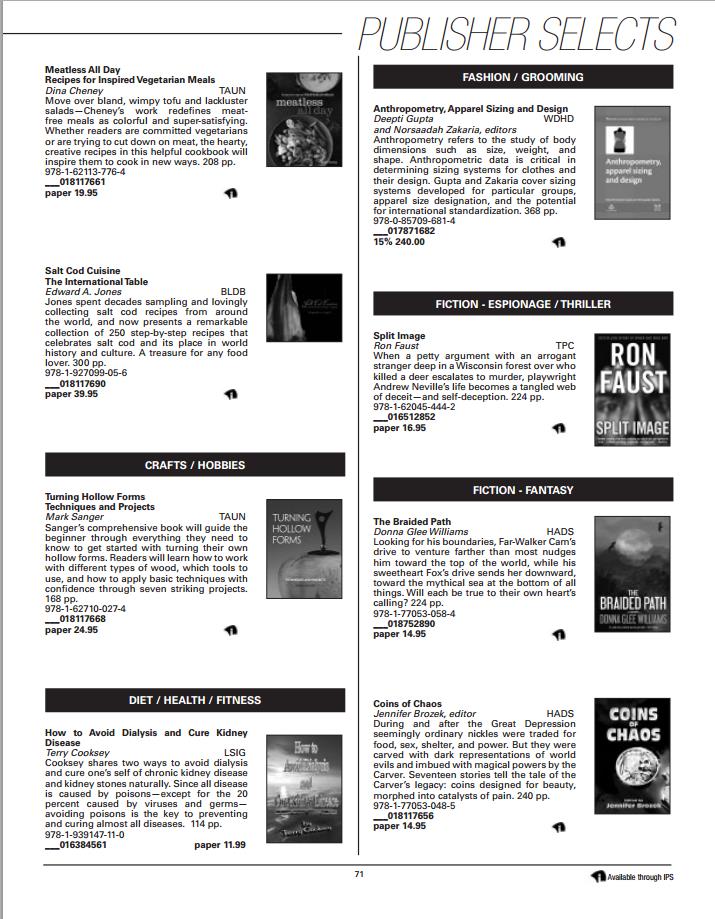 PUBLISHER SELECTS
Meatless All Day
Recipes for Inspired Vegetarian Meals
Dina Cheney TAUN
Move over bland, wimpy tofu and lackluster
salads—Cheney's work redefines meat-
free meals as colorful and super-satisfying.
Whether readers are committed vegetarians
or are trying to cut down on meat, the hearty,
creative recipes in this helpful cookbook will
inspire them to cook in new ways. 208 pp.
978-1-62113-776-4
___018117661
paper 19.95
meatless
all day
Salt Cod Cuisine
The International Table
Edward A. Jones BLDB
Jones spent decades sampling and lovingly
collecting salt cod recipes from around
the world, and now presents a remarkable
collection of 250 step-by-step recipes that
celebrates salt cod and its place in world
history and culture. A treasure for any food
lover. 300 pp.
978-1-927099-05-6
___018117690
paper 39.95
CRAFTS / HOBBIES
Turning Hollow Forms
Techniques and Projects
Mark Sanger TAUN
Sanger's comprehensive book will guide the
beginner through everything they need to
know to get started with turning their own
hollow forms. Readers will learn how to work
with different types of wood, which tools to
use, and how to apply basic techniques with
confidence through seven striking projects.
168 pp.
978-1-62710-027-4
___018117668
paper 24.95
TURNING
HOLLOW
FORMS
DIET / HEALTH / FITNESS
How to Avoid Dialysis and Cure Kidney
Disease
Terry Cooksey LSIG
Cooksey shares two ways to avoid dialysis
and cure one's self of chronic kidney disease
and kidney stones naturally. Since all disease
is caused by poisons—except for the 20
percent caused by viruses and germs—
avoiding poisons is the key to preventing
and curing almost all diseases. 114 pp.
978-1-939147-11-0
___016384561 paper 11.99
How to
Avoid Dialysis
and
Cure Kidney Disease
by
Terry Cooksey
FASHION / GROOMING
Anthropometry, Apparel Sizing and Design
Deepti Gupta WDHD
and Norsaadah Zakaria, editors
Anthropometry refers to the study of body
dimensions such as size, weight, and
shape. Anthropometric data is critical in
determining sizing systems for clothes and
their design. Gupta and Zakaria cover sizing
systems developed for particular groups,
apparel size designation, and the potential
for international standardization. 368 pp.
978-0-85709-681-4
___017871682
15% 240.00
Anthropometry,
apparel sizing
and design
FICTION - ESPIONAGE / THRILLER
Split Image
Ron Faust TPC
When a petty argument with an arrogant
stranger deep in a Wisconsin forest over who
killed a deer escalates to murder, playwright
Andrew Neville's life becomes a tangled web
of deceit—and self-deception. 224 pp.
978-1-62045-444-2
___016512852
paper 16.95
RON
FAUST
SPLIT IMAGE
FICTION - FANTASY
The Braided Path
Donna Glee Williams HADS
Looking for his boundaries, Far-Walker Cam's
drive to venture farther than most nudges
him toward the top of the world, while his
sweetheart Fox's drive sends her downward,
toward the mythical sea at the bottom of all
things. Will each be true to their own heart's
calling? 224 pp.
978-1-77053-058-4
___018752890
paper 14.95
THE
BRAIDED PATH
DONNA GLEE WILLIAMS
Coins of Chaos
Jennifer Brozek, editor HADS
During and after the Great Depression
seemingly ordinary nickles were traded for
food, sex, shelter, and power. But they were
carved with dark representations of world
evils and imbued with magical powers by the
Carver. Seventeen stories tell the tale of the
Carver's legacy: coins designed for beauty,
morphed into catalysts of pain. 240 pp.
978-1-77053-048-5
___018117656
paper 14.95
COINS
OF
CHAOS
Jennifer Brozek
71
Available through IPS